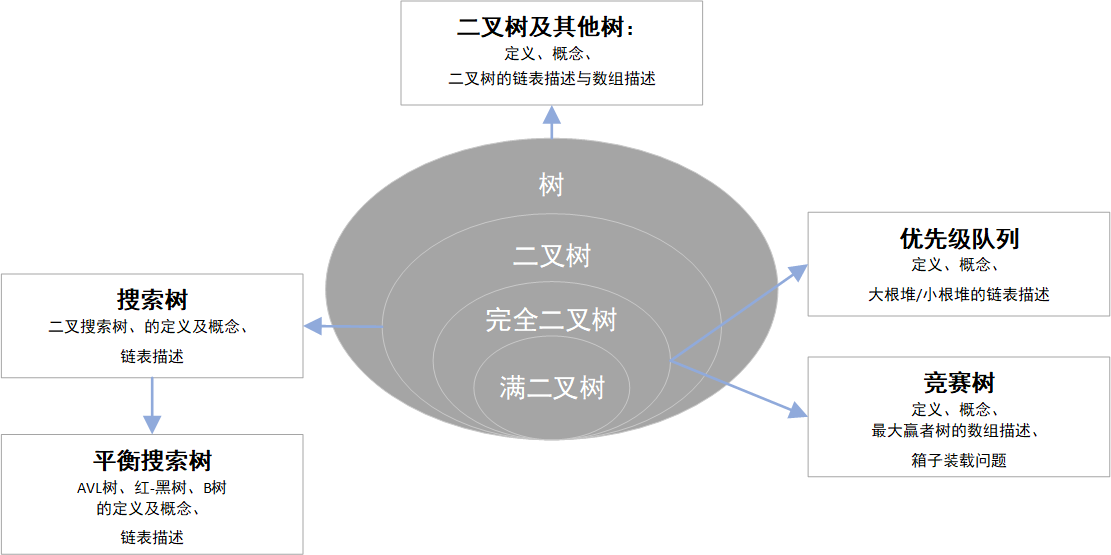 二叉树及其他树：
定义、概念、
二叉树的链表描述与数组描述
树
二叉树
完全二叉树
满二叉树
搜索树
二叉搜索树、的定义及概念、
链表描述
平衡搜索树
AVL树、红-黑树、B树
的定义及概念、
链表描述
优先级队列
定义、概念、
大根堆/小根堆的链表描述
竞赛树
定义、概念、
最大赢者树的数组描述、
箱子装载问题